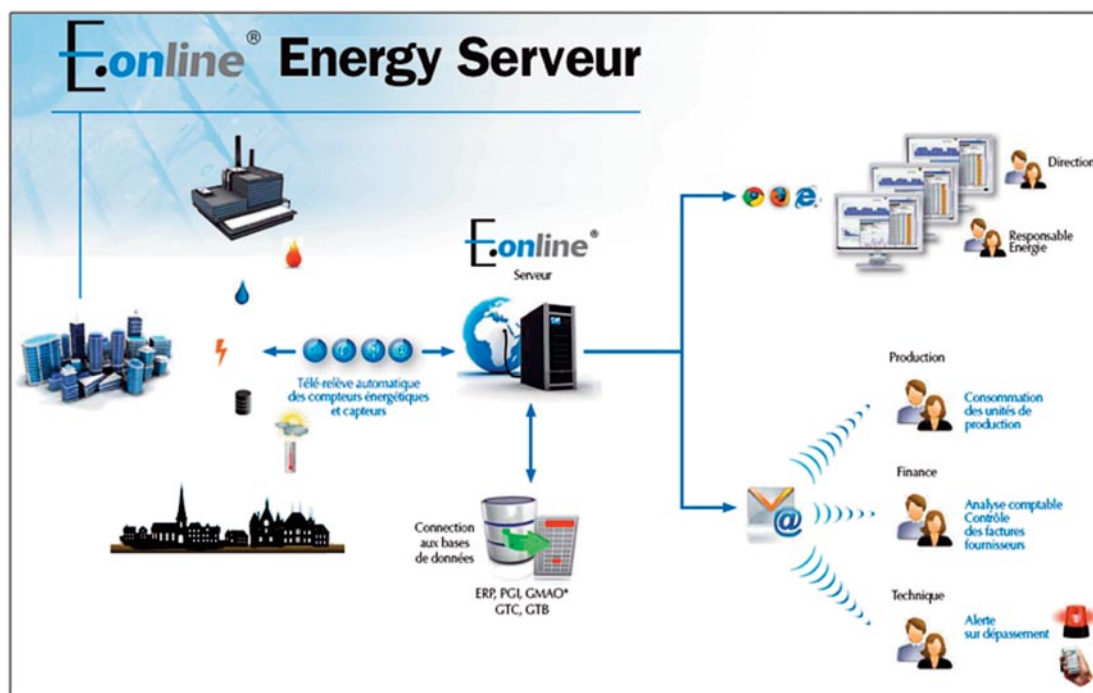 E.online® Energy Serveur
E.online®
Serveur
Télé-relève automatique
des compteurs énergétiques
et capteurs
Connection
aux bases
de données
ERP, PGI, GMAO*
GTC, GTB
Direction
Responsable
Energie
Production
Consommation
des unités de
production
Finance
Analyse comptable
Contrôle
des factures
fournisseurs
Technique
Alerte
sur dépassement